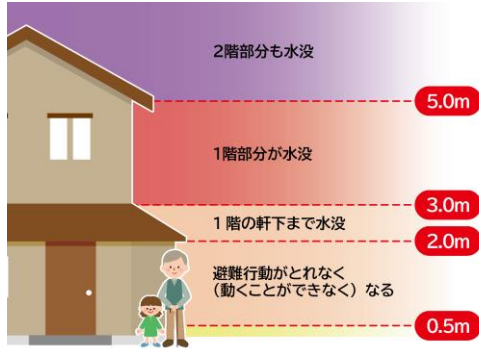 2階部分も水没
5.0m
1階部分が水没
3.0m
1階の軒下まで水没
2.0m
避難行動がとれなく
（動くことができなく）なる
0.5m